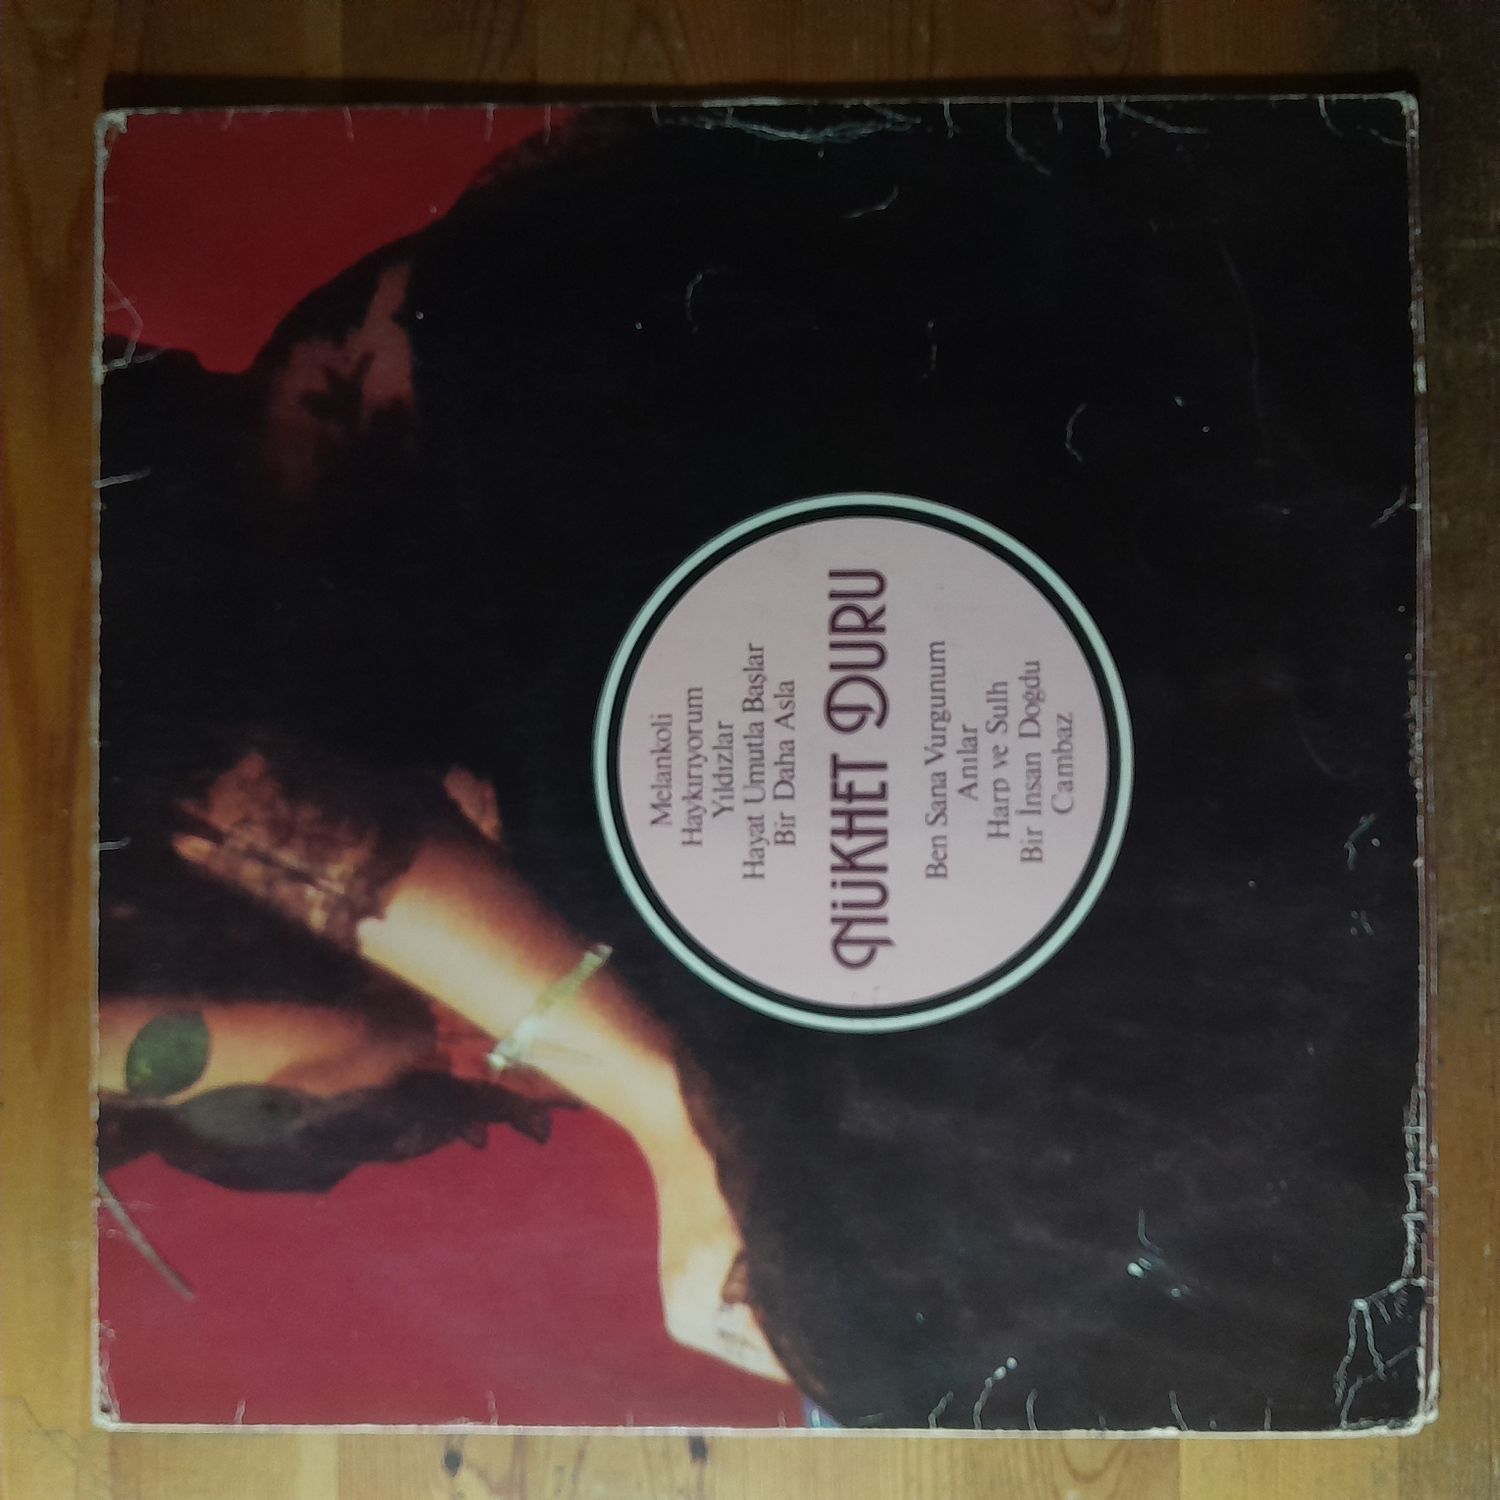 Melankoli
Haykırıyorum
Yıldızlar
Hayat Umutla Başlar
Bir Daha Asla
NÜKHET DURU
Ben Sana Vurgunum
Anılar
Harp ve Sulh
Bir İnsan Doğdu
Cambaz